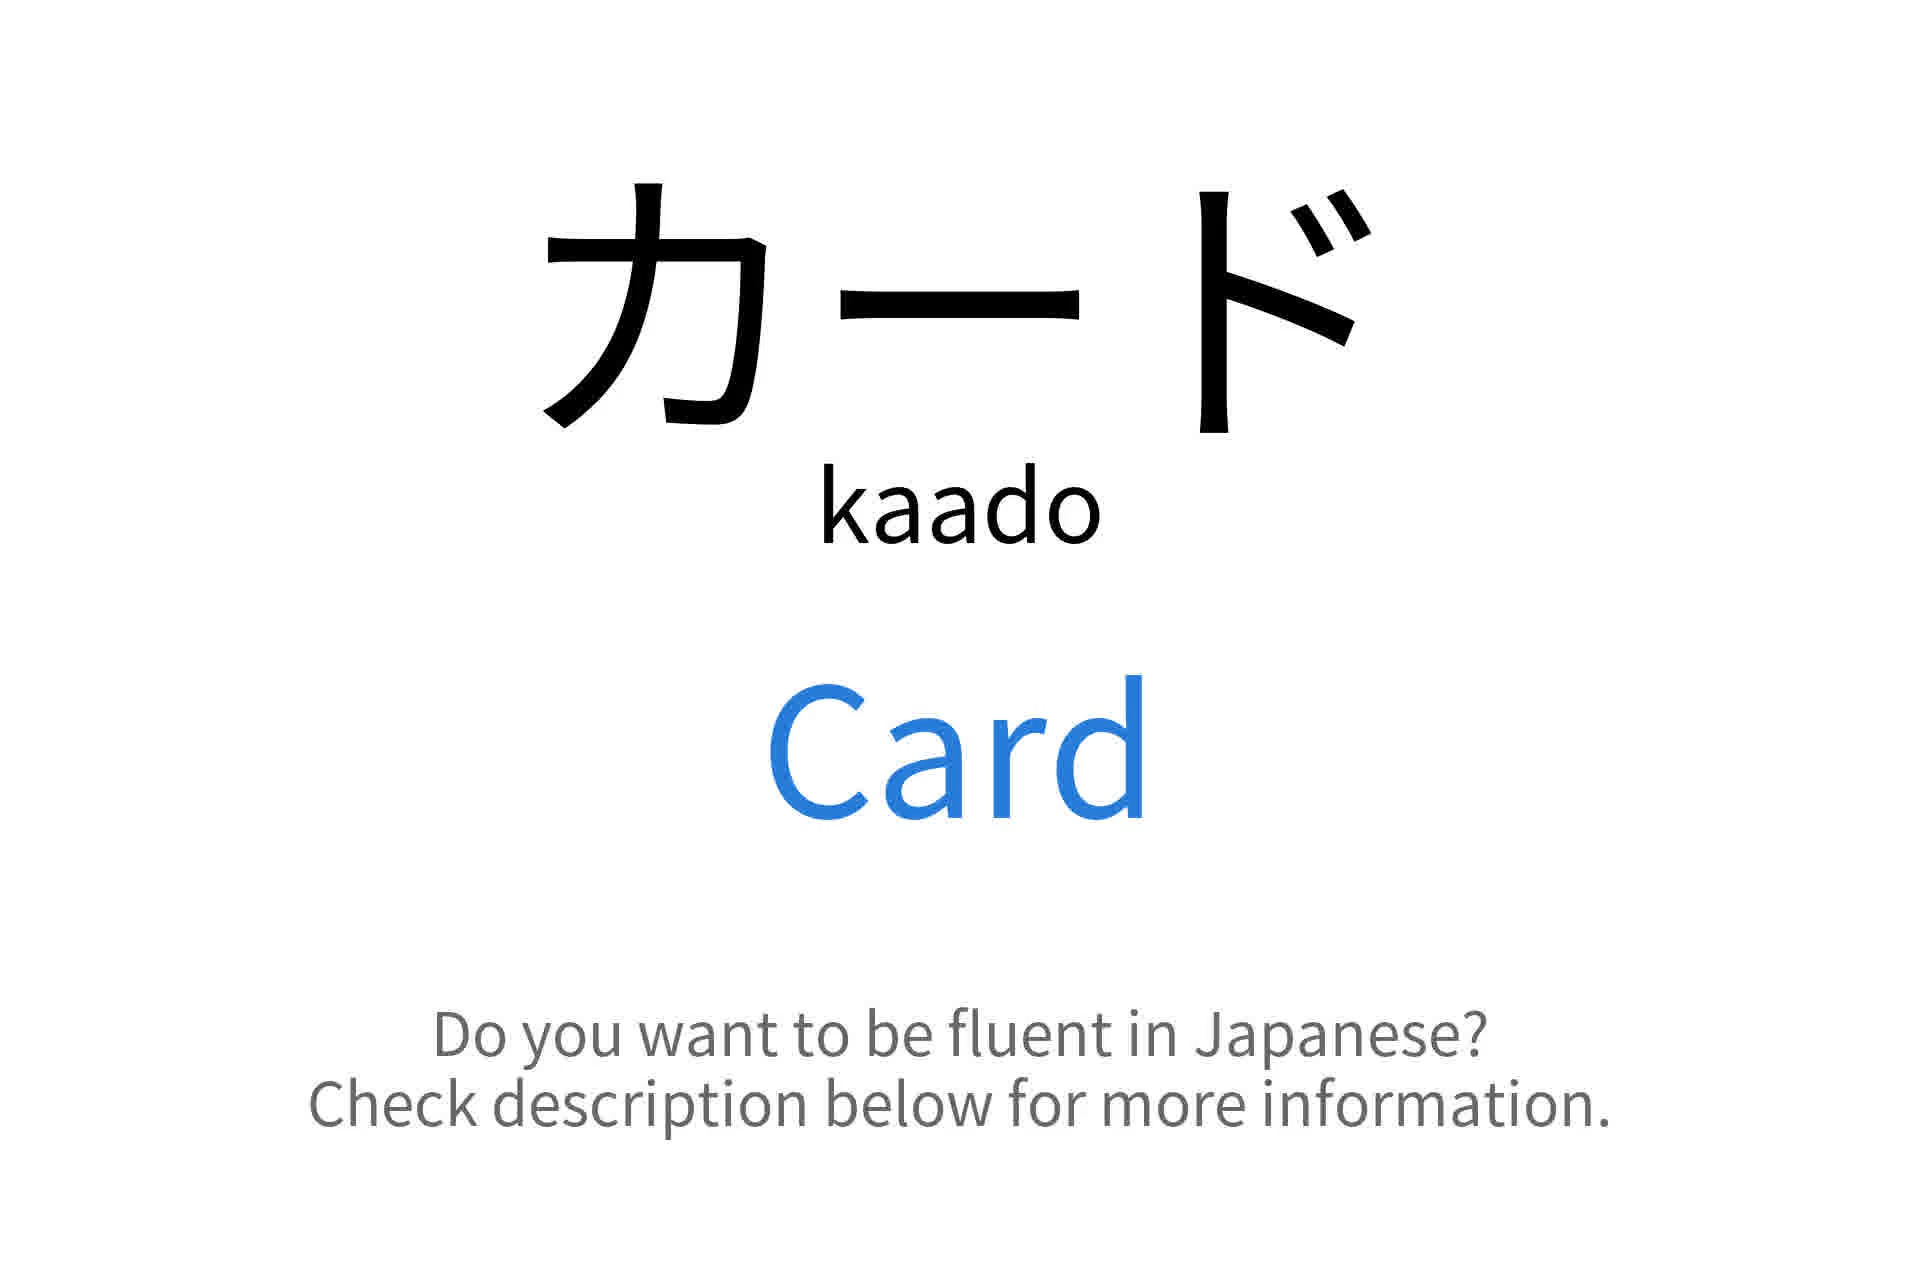 カード
kaado
Card
Do you want to be fluent in Japanese?
Check description below for more information.